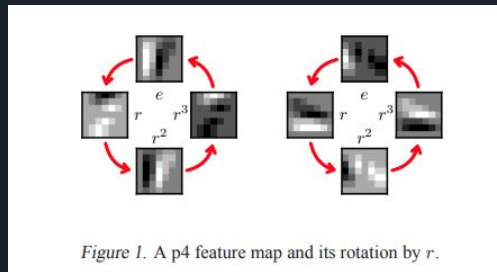 e e
r r³ r r³
r² r²
Figure 1. A p4 feature map and its rotation by r.